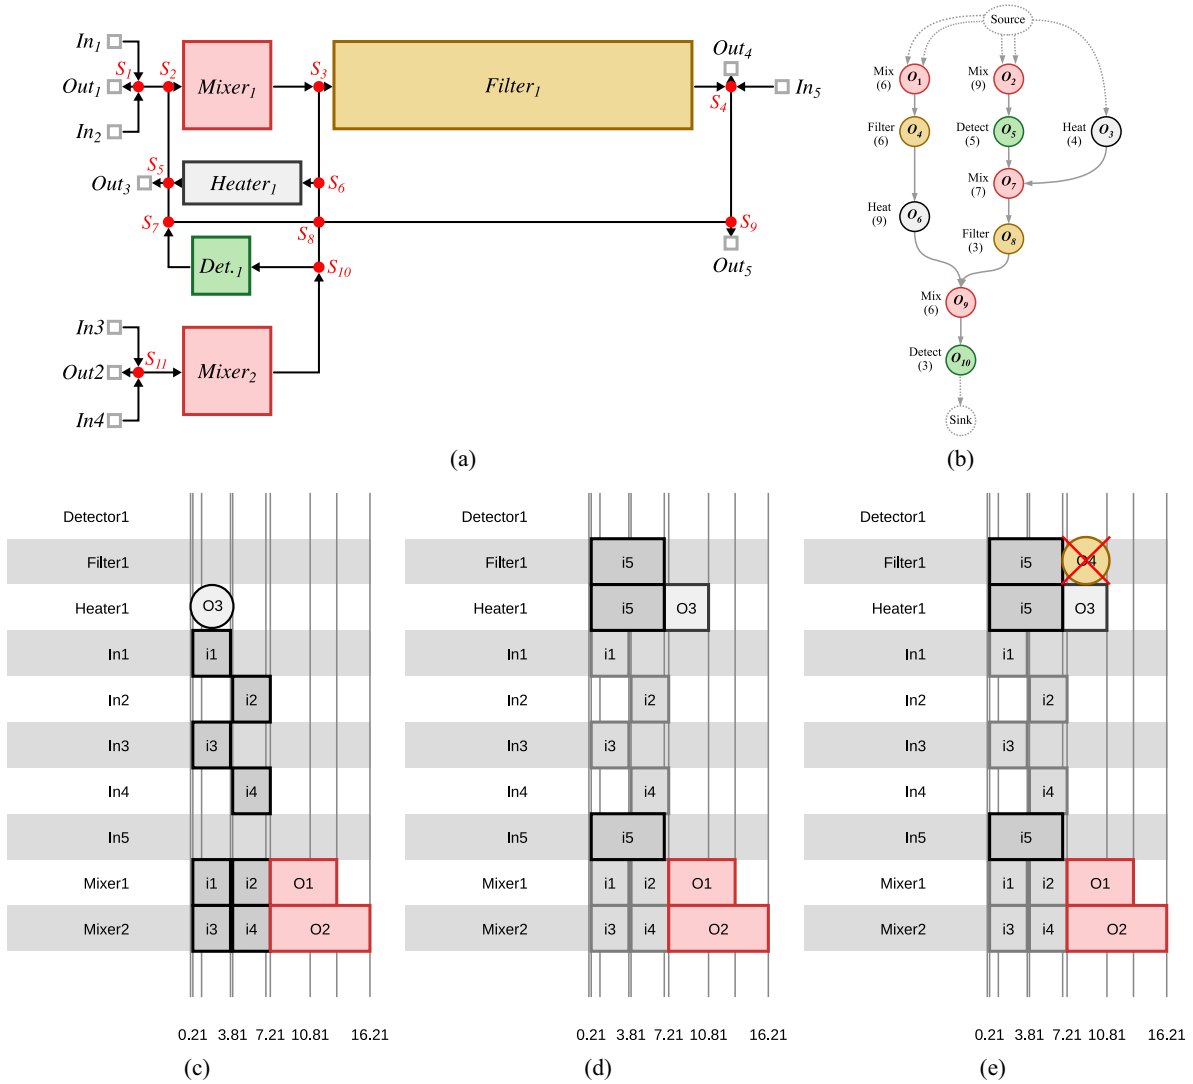 In1
Out1
In2
S1
S2
Mixer1
S3
Filter1
Out4
S4
In5
Out3
S5
Heater1
S6
S7
S8
S9
Out5
Det.1
S10
In3
Out2
In4
S11
Mixer2
(a)
Source
Mix
(6)
O1
Mix
(9)
O2
Filter
(6)
O4
Detect
(5)
O5
Heat
(4)
O3
Mix
(7)
O7
Heat
(9)
O6
Filter
(3)
O8
Mix
(6)
O9
Detect
(3)
O10
Sink
(b)
Detector1
Filter1
Heater1 O3
In1 i1
In2 i2
In3 i3
In4 i4
In5
Mixer1 i1 i2 O1
Mixer2 i3 i4 O2
0.21 3.81 7.21 10.81 16.21
(c)
Detector1
Filter1 i5
Heater1 i5 O3
In1 i1
In2 i2
In3 i3
In4 i4
In5 i5
Mixer1 i1 i2 O1
Mixer2 i3 i4 O2
0.21 3.81 7.21 10.81 16.21
(d)
Detector1
Filter1 i5 O4
Heater1 i5 O3
In1 i1
In2 i2
In3 i3
In4 i4
In5 i5
Mixer1 i1 i2 O1
Mixer2 i3 i4 O2
0.21 3.81 7.21 10.81 16.21
(e)